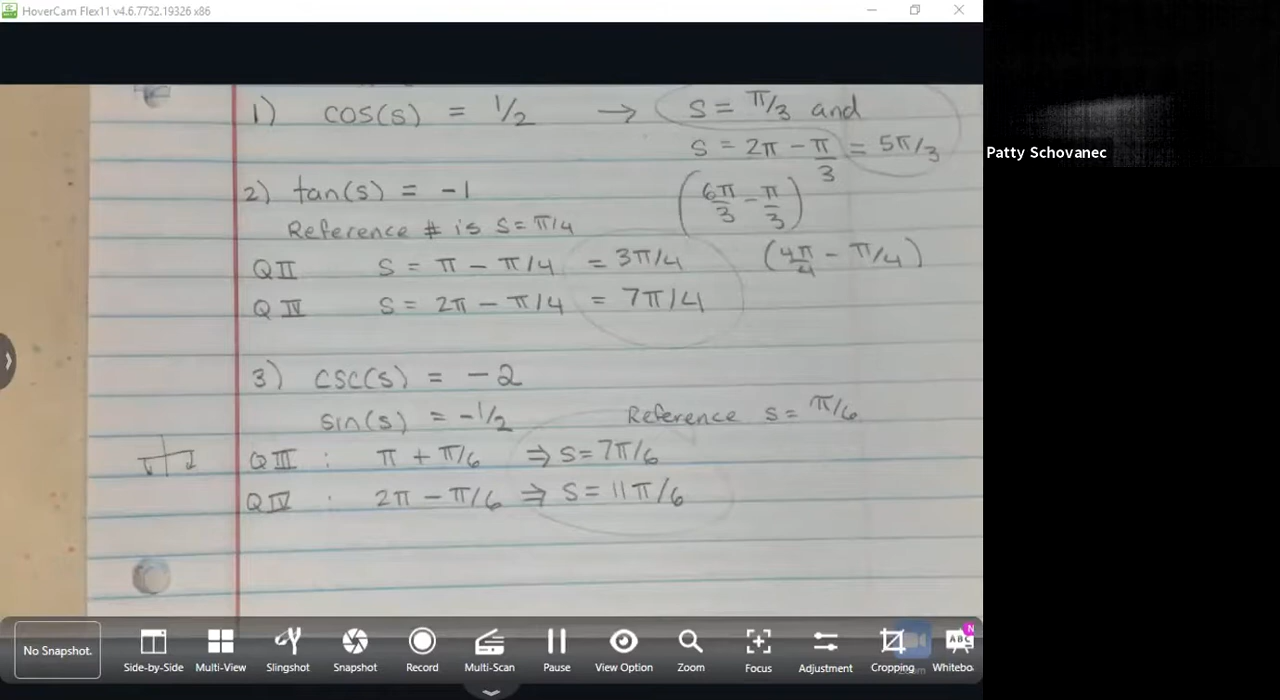 HoverCam Flex11 v4.6.7752.19326 x86
1) cos(s) = 1/2 → s = π/3 and
s = 2π - π/3 = 5π/3
2) tan(s) = -1 (6π/3 - π/3)
Reference # is s = π/4
QII s = π - π/4 = 3π/4 (4π/4 - π/4)
QIV s = 2π - π/4 = 7π/4
3) csc(s) = -2
sin(s) = -1/2 Reference s = π/6
QIII : π + π/6 ⇒ s = 7π/6
QIV : 2π - π/6 ⇒ s = 11π/6
Patty Schovanec
No Snapshot.
Side-by-Side Multi-View Slingshot Snapshot Record Multi-Scan Pause View Option Zoom Focus Adjustment Cropping Whitebo
ABC
N